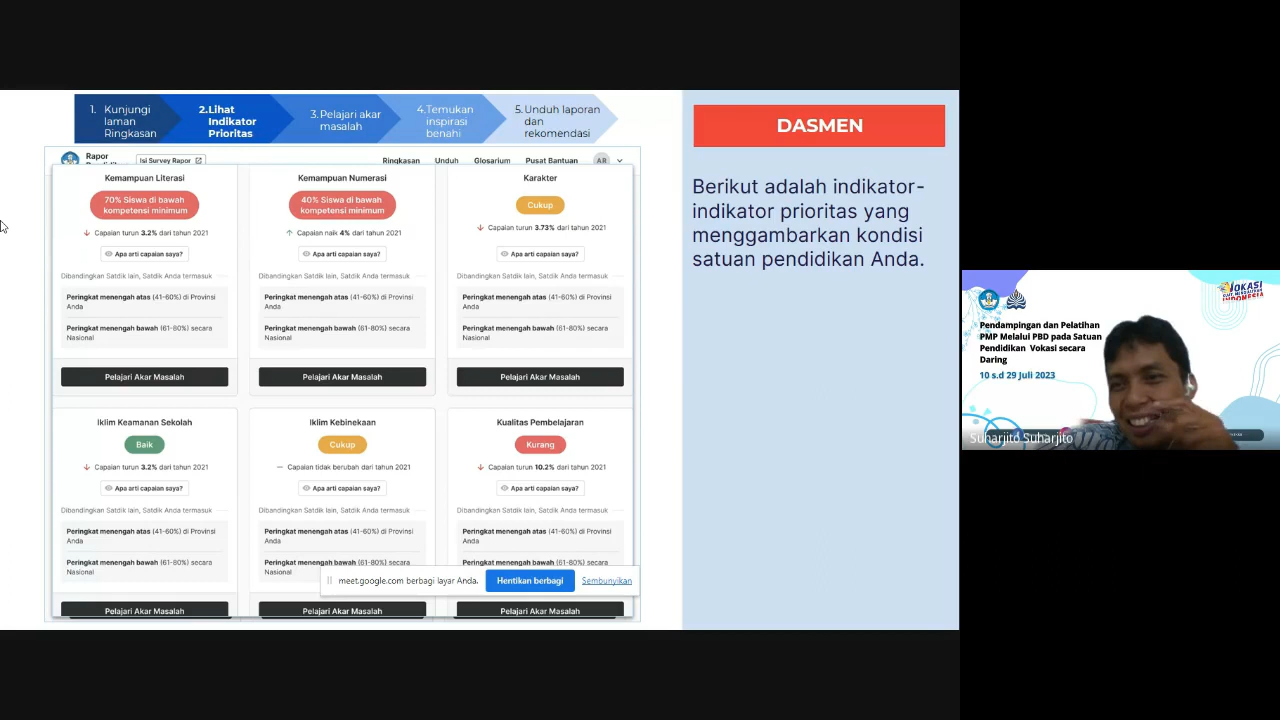 1. Kunjungi
laman
Ringkasan
2.Lihat
Indikator
Prioritas
3. Pelajari akar
masalah
4.Temukan
inspirasi
benahi
5. Unduh laporan
dan
rekomendasi
Rapor
Isi Survey Rapor
Ringkasan
Unduh
Glosarium
Pusat Bantuan
AR
Kemampuan Literasi
70% Siswa di bawah
kompetensi minimum
Capaian turun 3.2% dari tahun 2021
Apa arti capaian saya?
Dibandingkan Satdik lain, Satdik Anda termasuk
Peringkat menengah atas (41-60%) di Provinsi
Anda
Peringkat menengah bawah (61-80%) secara
Nasional
Pelajari Akar Masalah
Kemampuan Numerasi
40% Siswa di bawah
kompetensi minimum
Capaian naik 4% dari tahun 2021
Apa arti capaian saya?
Dibandingkan Satdik lain, Satdik Anda termasuk
Peringkat menengah atas (41-60%) di Provinsi
Anda
Peringkat menengah bawah (61-80%) secara
Nasional
Pelajari Akar Masalah
Karakter
Cukup
Capaian turun 3.73% dari tahun 2021
Apa arti capaian saya?
Dibandingkan Satdik lain, Satdik Anda termasuk
Peringkat menengah atas (41-60%) di Provinsi
Anda
Peringkat menengah bawah (61-80%) secara
Nasional
Pelajari Akar Masalah
Iklim Keamanan Sekolah
Baik
Capaian turun 3.2% dari tahun 2021
Apa arti capaian saya?
Dibandingkan Satdik lain, Satdik Anda termasuk
Peringkat menengah atas (41-60%) di Provinsi
Anda
Peringkat menengah bawah (61-80%) secara
Nasional
Pelajari Akar Masalah
Iklim Kebinekaan
Cukup
Capaian tidak berubah dari tahun 2021
Apa arti capaian saya?
Dibandingkan Satdik lain, Satdik Anda termasuk
Peringkat menengah atas (41-60%) di Provinsi
Anda
Peringkat menengah bawah (61-80%) secara
Nasional
Pelajari Akar Masalah
Kualitas Pembelajaran
Kurang
Capaian turun 10.2% dari tahun 2021
Apa arti capaian saya?
Dibandingkan Satdik lain, Satdik Anda termasuk
Peringkat menengah atas (41-60%) di Provinsi
Anda
Peringkat menengah bawah (61-80%) secara
Pelajari Akar Masalah
meet.google.com berbagi layar Anda.
Hentikan berbagi
Sembunyikan
DASMEN
Berikut adalah indikator-
indikator prioritas yang
menggambarkan kondisi
satuan pendidikan Anda.
Pendampingan dan Pelatihan
PMP Melalui PBD pada Satuan
Pendidikan Vokasi secara
Daring
10 s.d 29 Juli 2023
Suharjito Suharjito